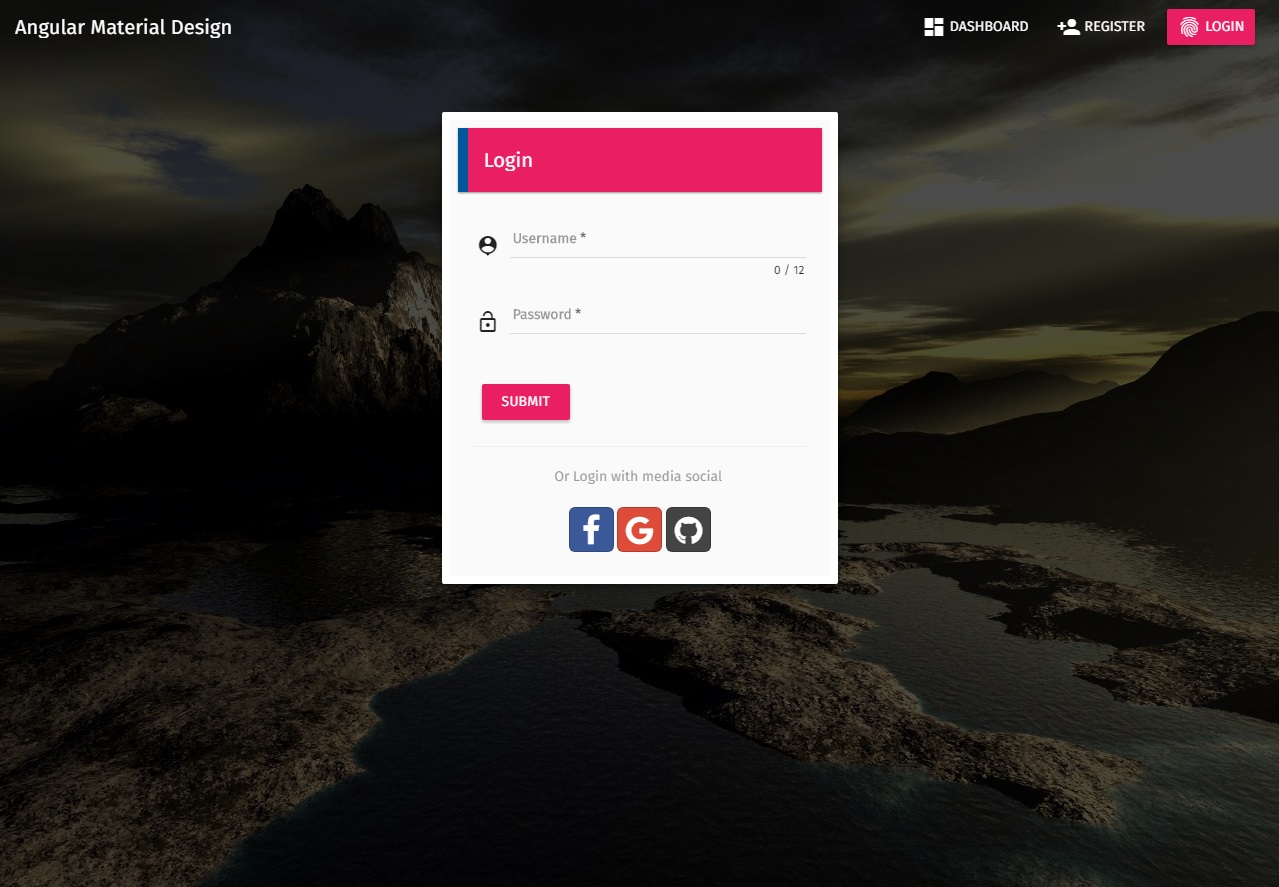 Angular Material Design
DASHBOARD
REGISTER
LOGIN
Login
Username *
0 / 12
Password *
SUBMIT
Or Login with media social